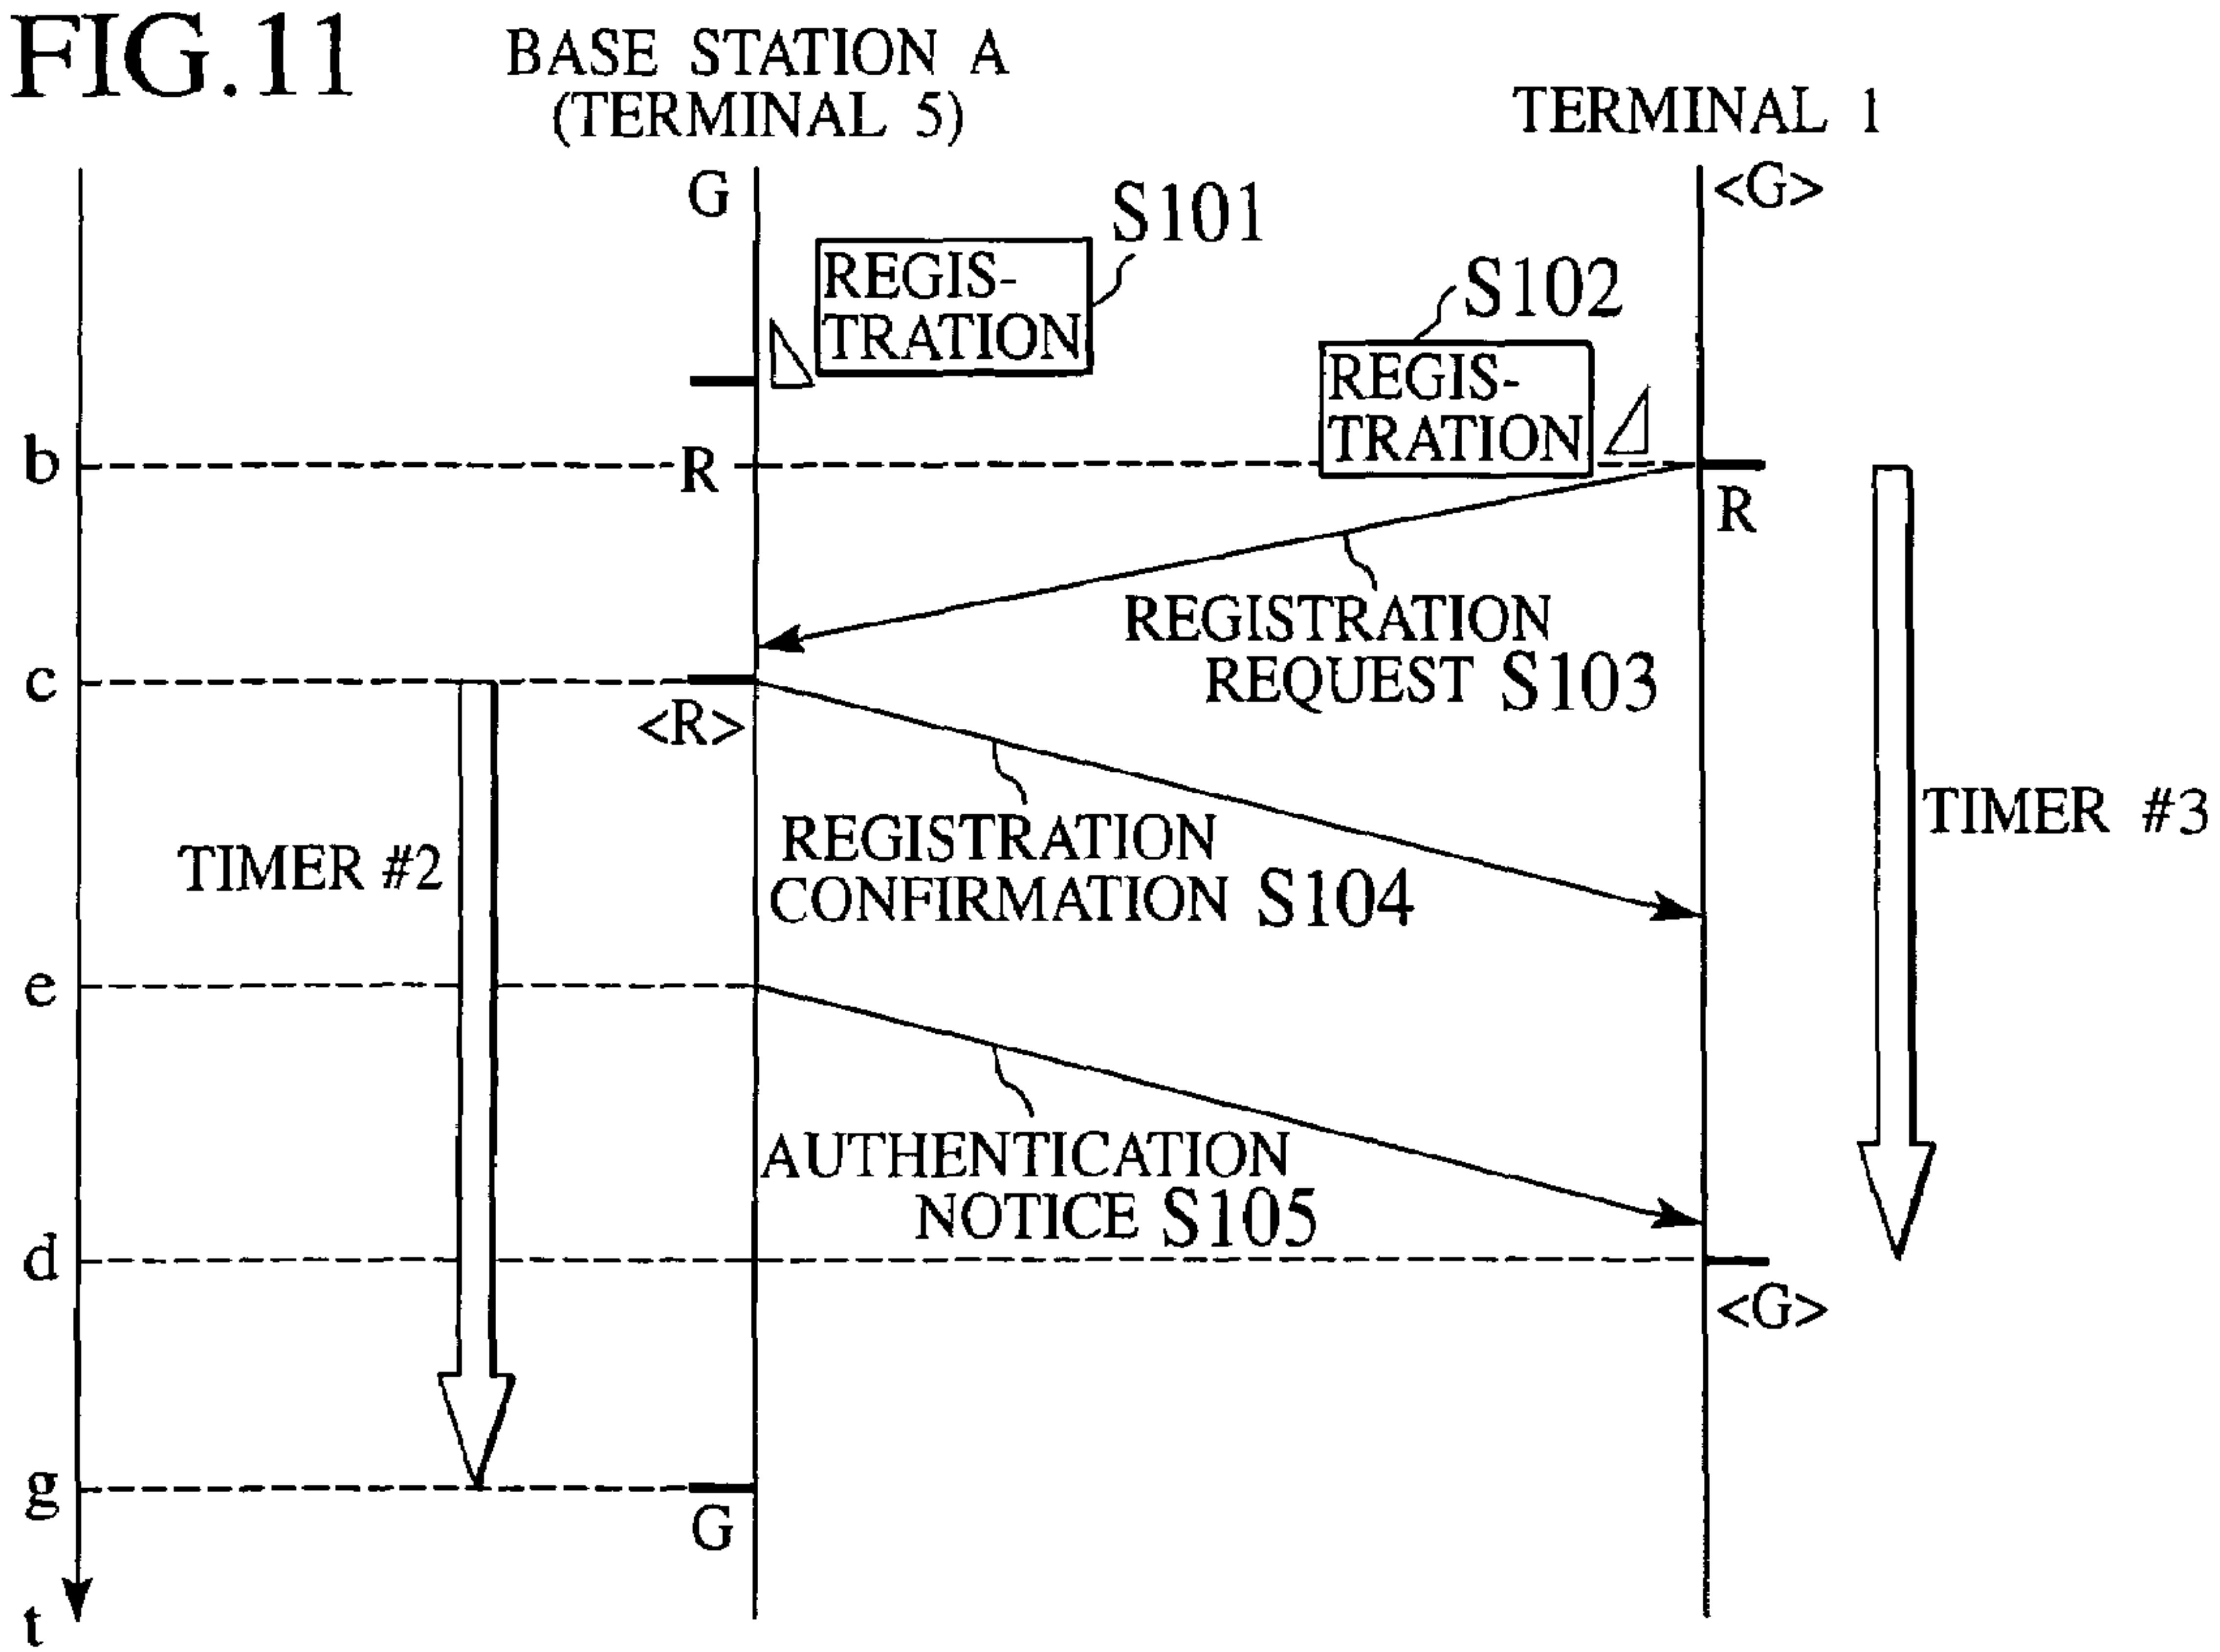 FIG.11
BASE STATION A
(TERMINAL 5)
TERMINAL 1
G
<G>
S101
REGIS-
TRATION
S102
REGIS-
TRATION
b
R
R
REGISTRATION
REQUEST S103
c
<R>
TIMER #3
REGISTRATION
CONFIRMATION S104
TIMER #2
e
AUTHENTICATION
NOTICE S105
d
<G>
g
G
t